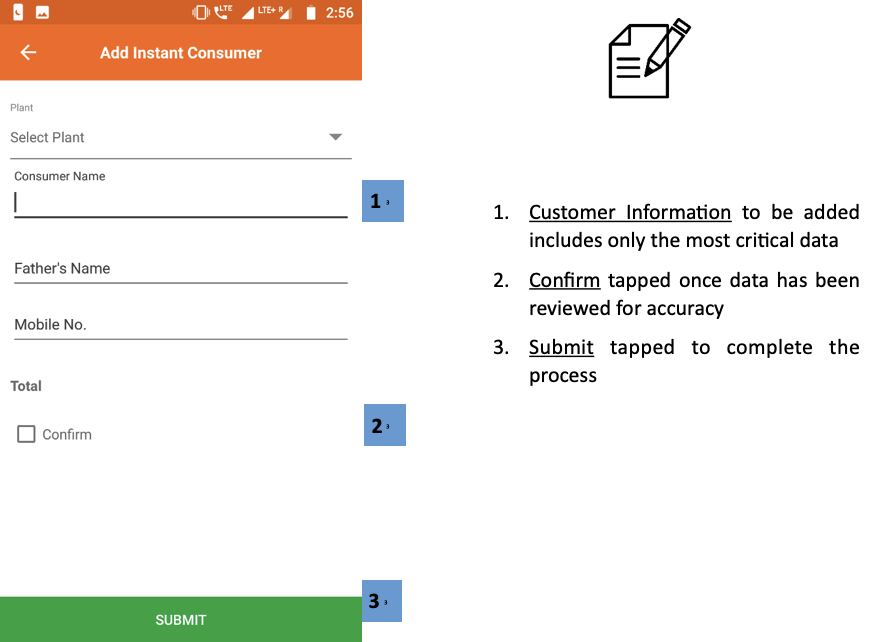 LTE LTE+ R 2:56
Add Instant Consumer
Plant
Select Plant
Consumer Name
1
Father's Name
Mobile No.
Total
2
Confirm
3
SUBMIT
1. Customer Information to be added
includes only the most critical data
2. Confirm tapped once data has been
reviewed for accuracy
3. Submit tapped to complete the
process